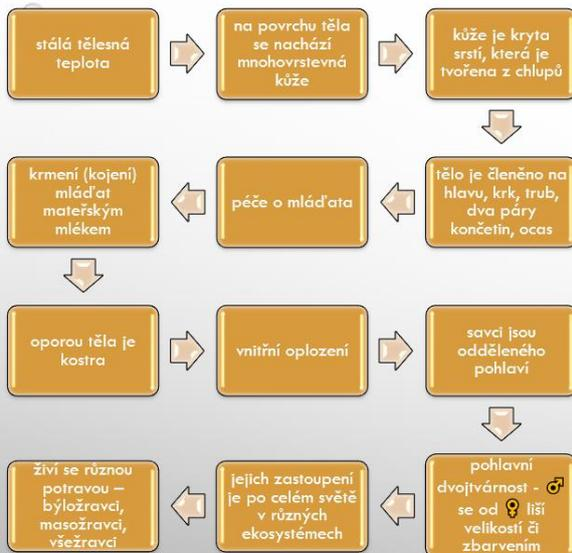 stálá tělesná
teplota
na povrchu těla
se nachází
mnohovrstevná
kůže
kůže je kryta
srstí, která je
tvořena z chlupů
tělo je členěno na
hlavu, krk, trub,
dva páry
končetin, ocas
péče o mláďata
krmení (kojení)
mláďat
mateřským
mlékem
oporou těla je
kostra
vnitřní oplození
savci jsou
odděleného
pohlaví
pohlavní
dvojtvárnost - ♂
se od ♀ liší
velikostí či
zbarvením
jejich zastoupení
je po celém světě
v různých
ekosystémech
živí se různou
potravou –
býložravci,
masožravci,
všežravci